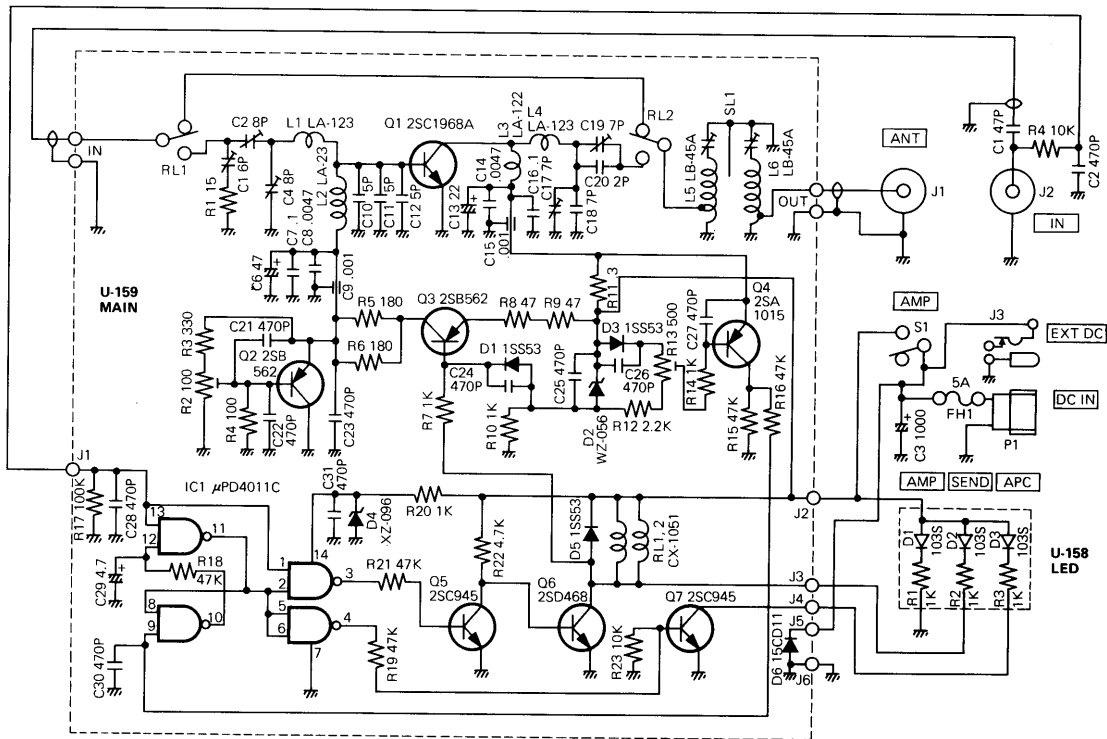 IN
RL1
C2 8P
C1 6P
R1 15
L1 LA-123
C4 8P
L2 LA-23
Q1 2SC1968A
C10 5P
C11 5P
C12 5P
C13 22
C14 .0047
L3 LA-122
L4 LA-123
C19 7P
C20 2P
C15 .001
C16 .1
C17 7P
C18 7P
RL2
SL1
L5 LB-45A
L6 LB-45A
OUT
ANT
J1
C1 47P
R4 10K
C2 470P
J2
IN
U-159
MAIN
C6 47
+
C7 .1
C8 .0047
C9 .001
R3 330
R2 100
C21 470P
Q2 2SB
562
R4 100
C22 470P
C23 470P
R5 180
R6 180
Q3 2SB562
R8 47
R9 47
R11 3
D1 1SS53
C24
470P
R7 1K
R10 1K
C25 470P
D3 1SS53
C26
470P
D2
WZ-056
R12 2.2K
R13 500
R14 1K
C27 470P
Q4
2SA
1015
R15 47K
R16 47K
AMP
S1
J3
EXT DC
5A
FH1
DC IN
P1
+
C3 1000
J1
R17 100K
C28 470P
IC1 µPD4011C
13
12
11
C29 4.7
+
R18
47K
8
9
10
C30 470P
C31
470P
D4
XZ-096
R20 1K
14
1
2
3
5
6
4
7
R21 47K
R19 47K
R22 4.7K
Q5
2SC945
D5 1SS53
RL1, 2
CX-1051
Q6
2SD468
Q7 2SC945
R23 10K
J2
J3
J4
J5
J6
D6 15CD11
AMP
SEND
APC
D1
103S
D2
103S
D3
103S
R1
1K
R2
1K
R3
1K
U-158
LED